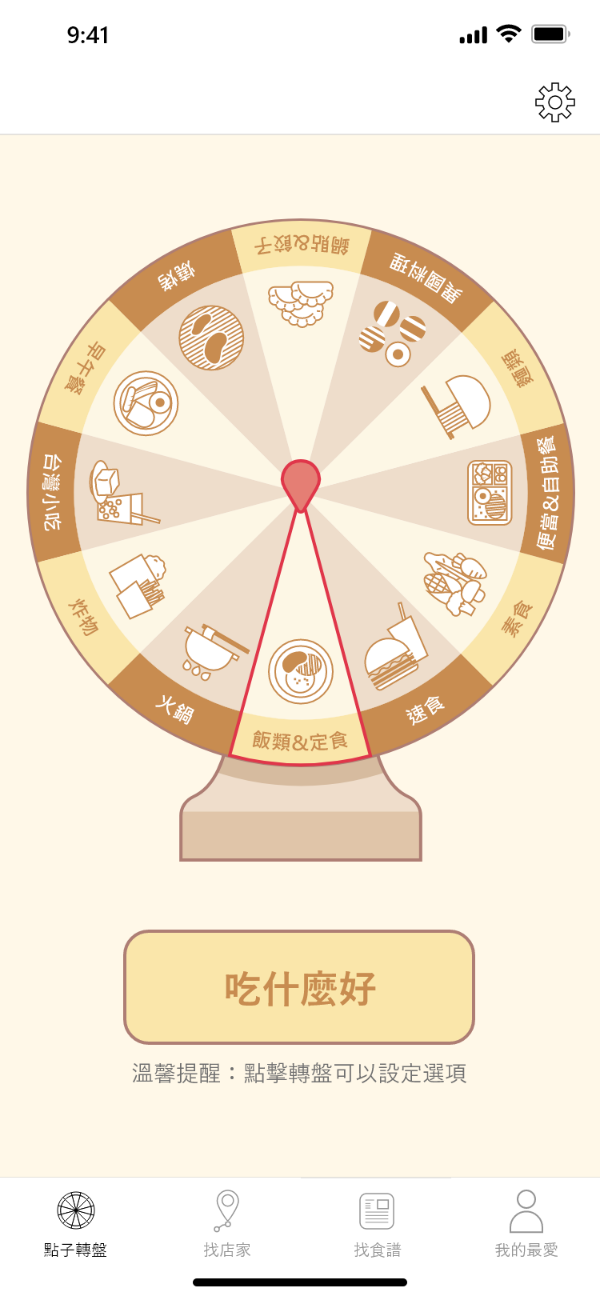 9:41
鍋貼&餃子
異國料理
麵類
便當&自助餐
素食
速食
飯類&定食
火鍋
炸物
台灣小吃
早午餐
燒烤
吃什麼好
溫馨提醒：點擊轉盤可以設定選項
點子轉盤
找店家
找食譜
我的最愛